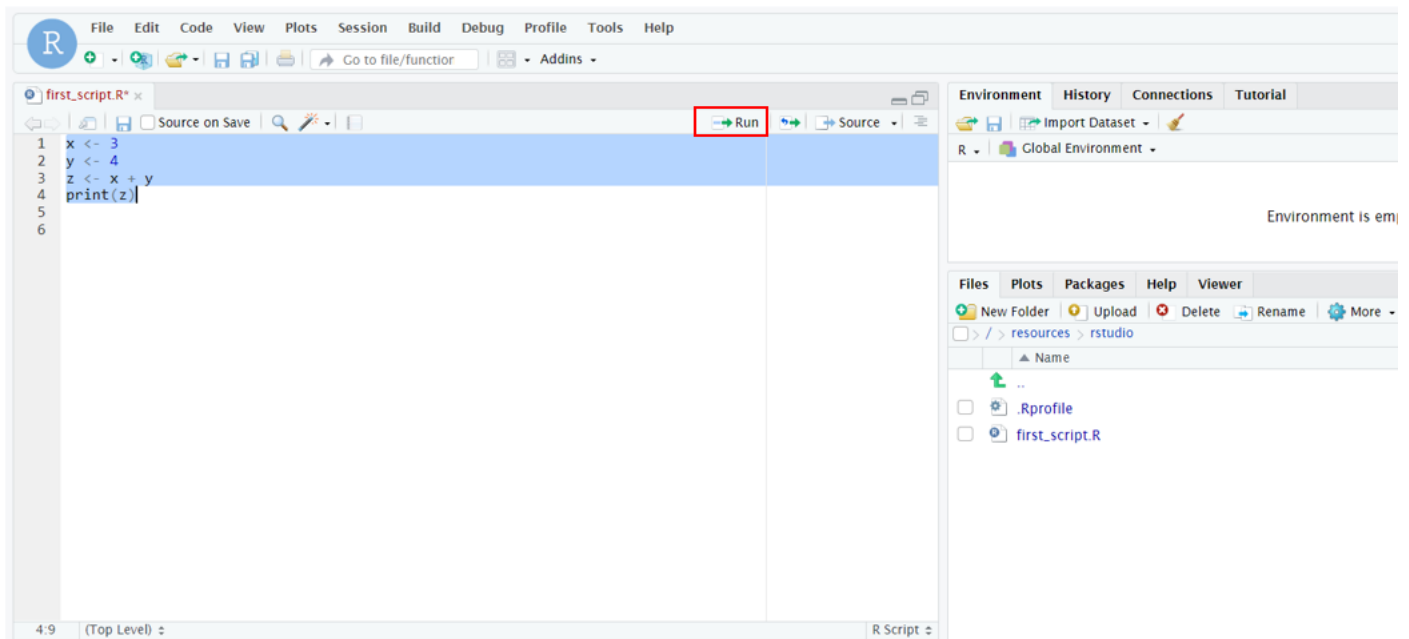 R
File Edit Code View Plots Session Build Debug Profile Tools Help
Go to file/function Addins
first_script.R*
Source on Save Run Source
1 x <- 3
2 y <- 4
3 z <- x + y
4 print(z)
5
6
4:9 (Top Level) R Script
Environment History Connections Tutorial
Import Dataset
R Global Environment
Environment is em
Files Plots Packages Help Viewer
New Folder Upload Delete Rename More
/ resources rstudio
Name
..
.Rprofile
first_script.R